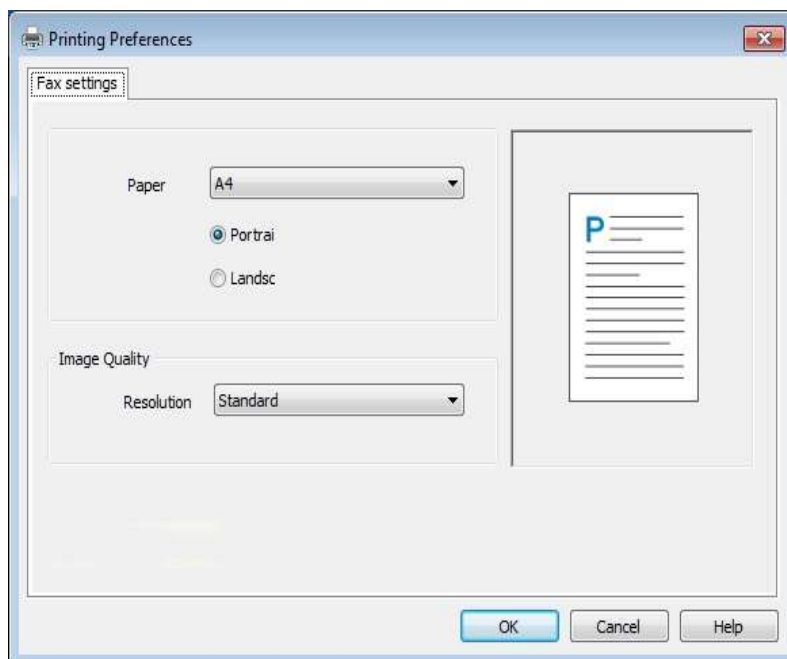 Printing Preferences
Fax settings
Paper A4
Portrai
Landsc
P
Image Quality
Resolution Standard
OK Cancel Help